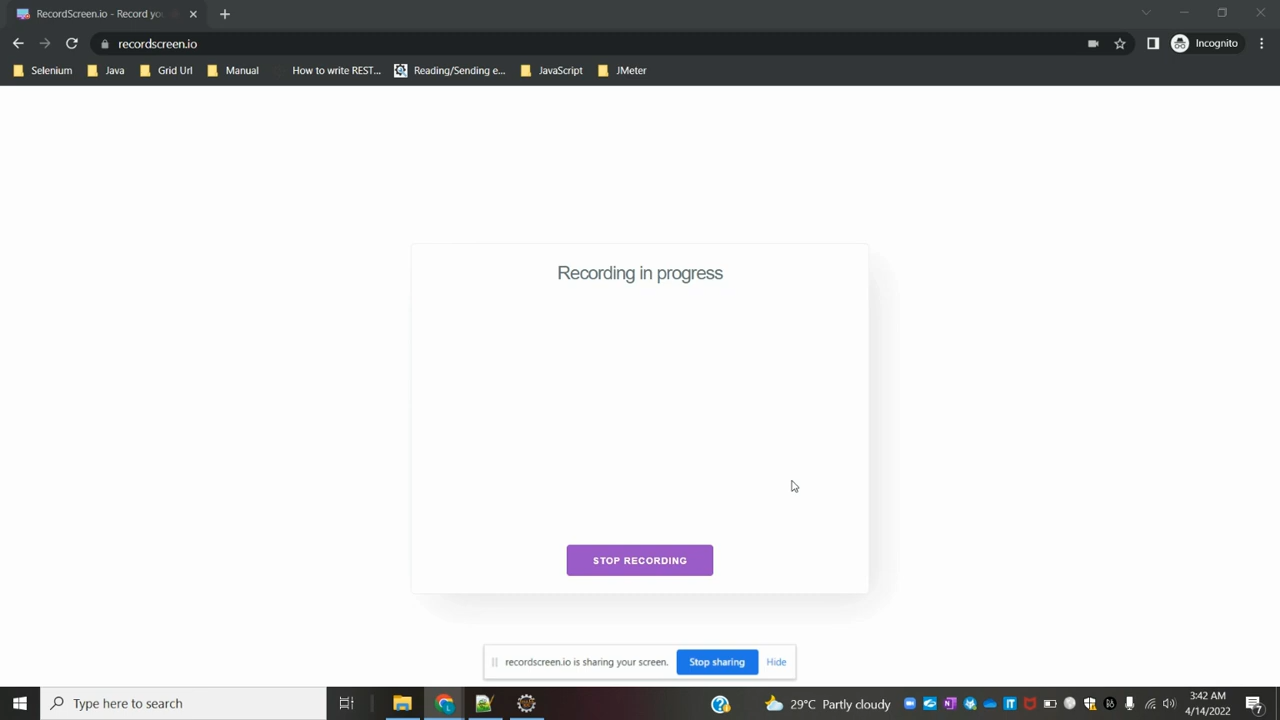 RecordScreen.io - Record you
recordscreen.io
Incognito
Selenium
Java
Grid Url
Manual
How to write REST...
Reading/Sending e...
JavaScript
JMeter
Recording in progress
STOP RECORDING
recordscreen.io is sharing your screen.
Stop sharing
Hide
Type here to search
29°C Partly cloudy
3:42 AM
4/14/2022